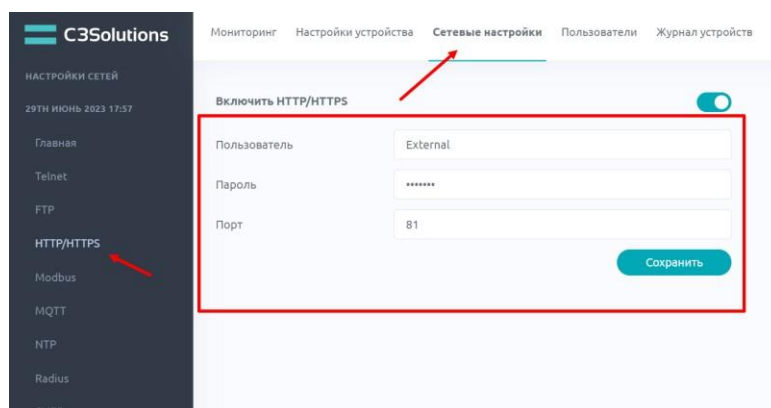 C3Solutions
Мониторинг Настройки устройства Сетевые настройки Пользователи Журнал устройств
НАСТРОЙКИ СЕТЕЙ
29TH ИЮНЬ 2023 17:57
Главная
Telnet
FTP
HTTP/HTTPS
Modbus
MQTT
NTP
Radius
Включить HTTP/HTTPS
Пользователь External
Пароль •••••••
Порт 81
Сохранить